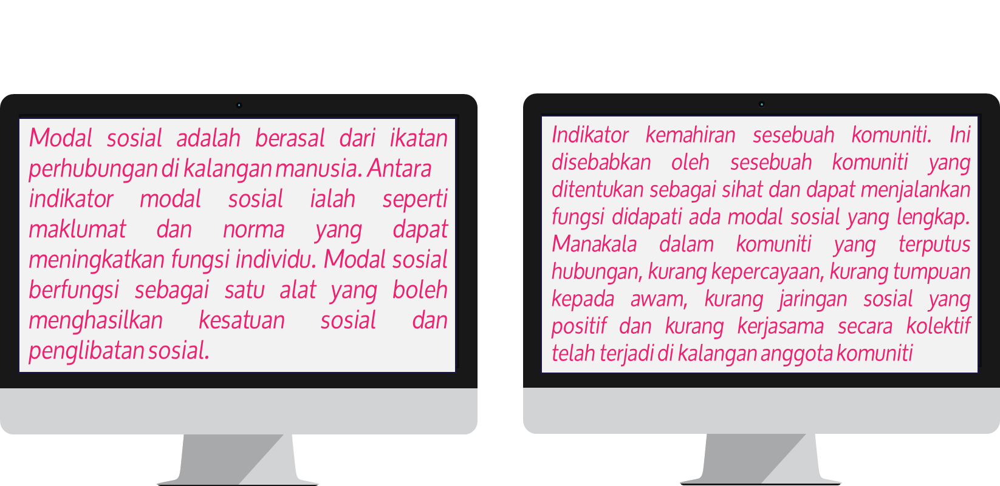 Modal sosial adalah berasal dari ikatan
perhubungan di kalangan manusia. Antara
indikator modal sosial ialah seperti
maklumat dan norma yang dapat
meningkatkan fungsi individu. Modal sosial
berfungsi sebagai satu alat yang boleh
menghasilkan kesatuan sosial dan
penglibatan sosial.
Indikator kemahiran sesebuah komuniti. Ini
disebabkan oleh sesebuah komuniti yang
ditentukan sebagai sihat dan dapat menjalankan
fungsi didapati ada modal sosial yang lengkap.
Manakala dalam komuniti yang terputus
hubungan, kurang kepercayaan, kurang tumpuan
kepada awam, kurang jaringan sosial yang
positif dan kurang kerjasama secara kolektif
telah terjadi di kalangan anggota komuniti